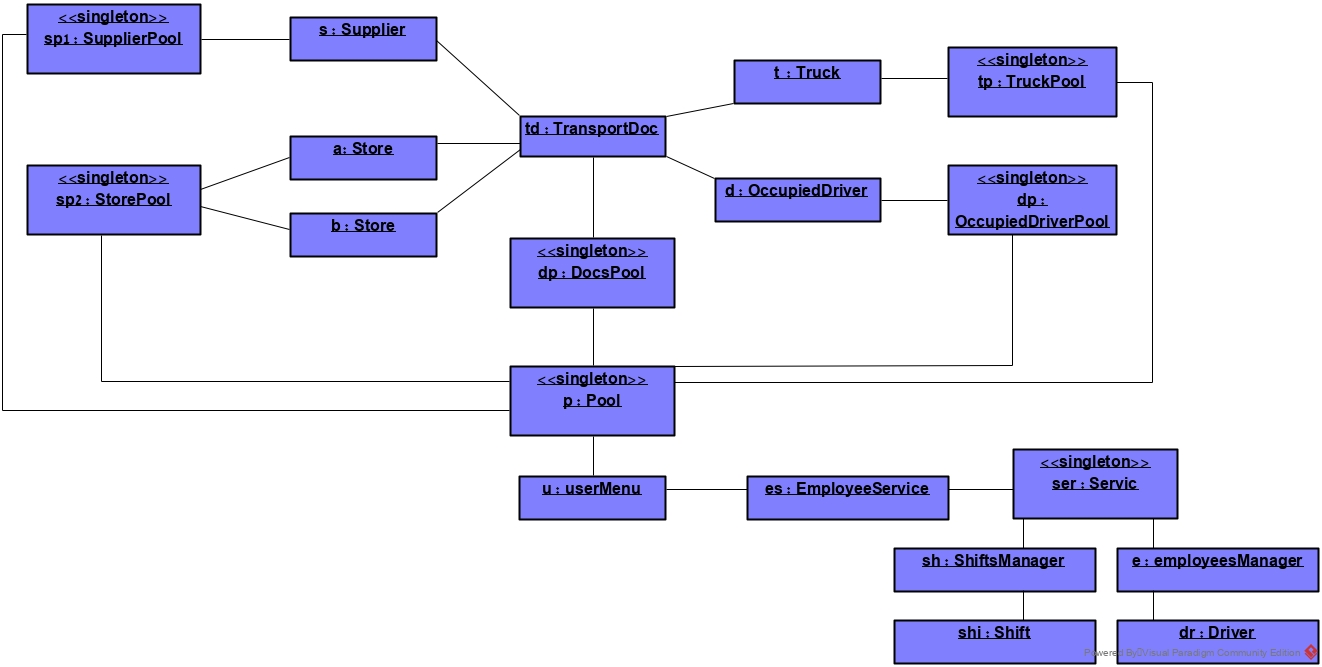 <<singleton>>
sp1 : SupplierPool
s : Supplier
t : Truck
<<singleton>>
tp : TruckPool
td : TransportDoc
a: Store
<<singleton>>
sp2 : StorePool
d : OccupiedDriver
<<singleton>>
dp :
OccupiedDriverPool
b : Store
<<singleton>>
dp : DocsPool
<<singleton>>
p : Pool
<<singleton>>
ser : Servic
u : userMenu
es : EmployeeService
sh : ShiftsManager
e : employeesManager
shi : Shift
dr : Driver
Powered By Visual Paradigm Community Edition